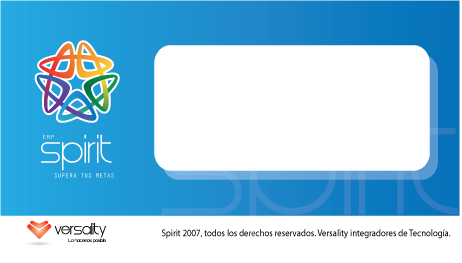 ERP
spirit
SUPERA TUS METAS
spirit
versality
Lo hacemos posible
Spirit 2007, todos los derechos reservados. Versality integradores de Tecnología.